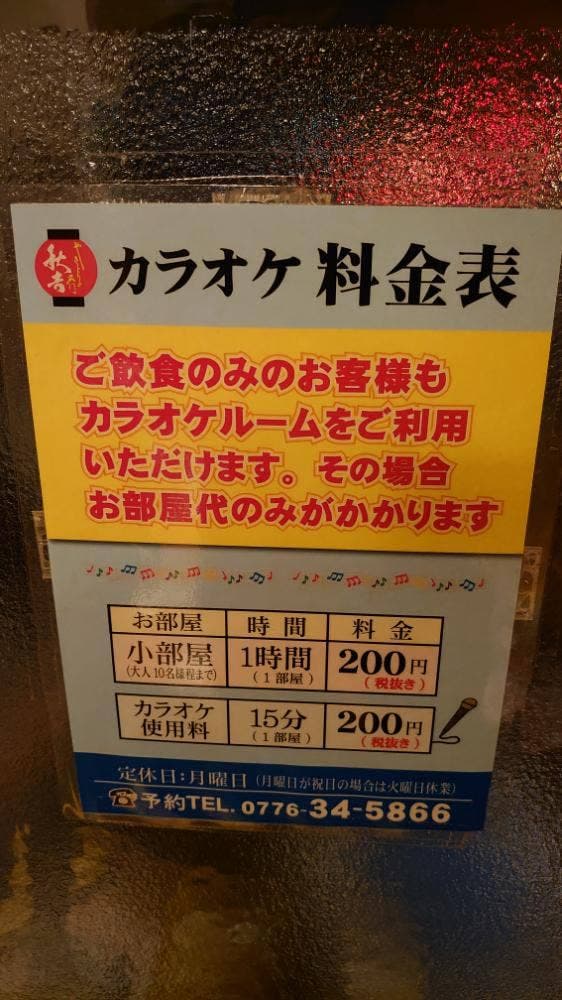 やきとりの名門
秋吉
カラオケ 料金表
ご飲食のみのお客様も
カラオケルームをご利用
いただけます。その場合
お部屋代のみがかかります
お部屋 時間 料金
小部屋 1時間 200円
(大人10名様程まで) (1部屋) (税抜き)
カラオケ 15分 200円
使用料 (1部屋) (税抜き)
定休日:月曜日(月曜日が祝日の場合は火曜日休業)
☎予約TEL. 0776-34-5866